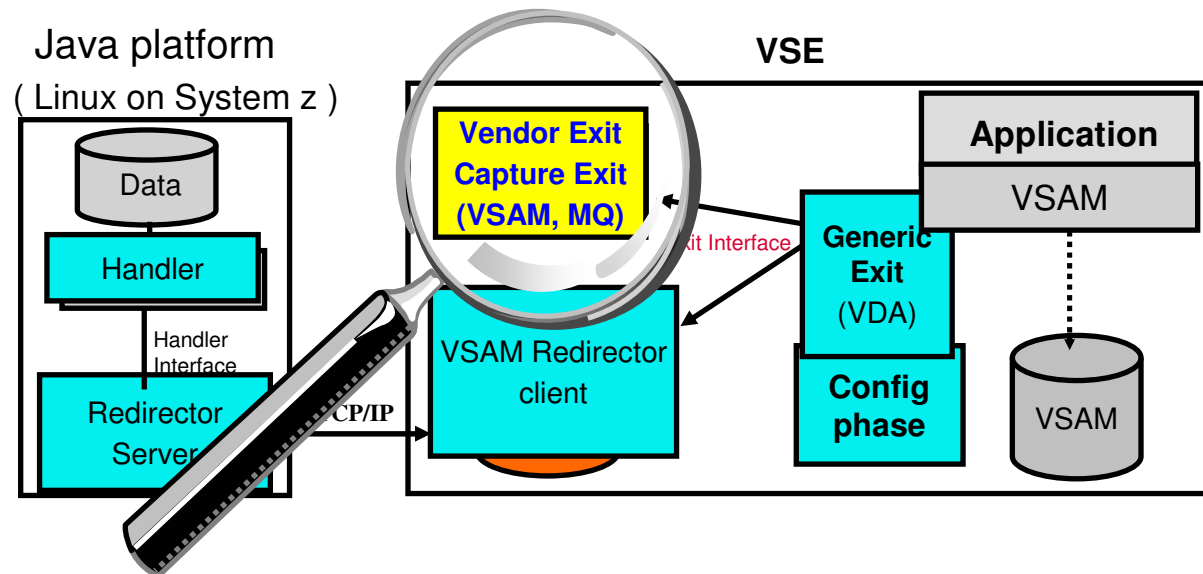 Java platform
( Linux on System z )
Data
Handler
Handler
Interface
Redirector
Server
VSE
Vendor Exit
Capture Exit
(VSAM, MQ)
Interface
VSAM Redirector
client
CP/IP
Generic
Exit
(VDA)
Config
phase
Application
VSAM
VSAM